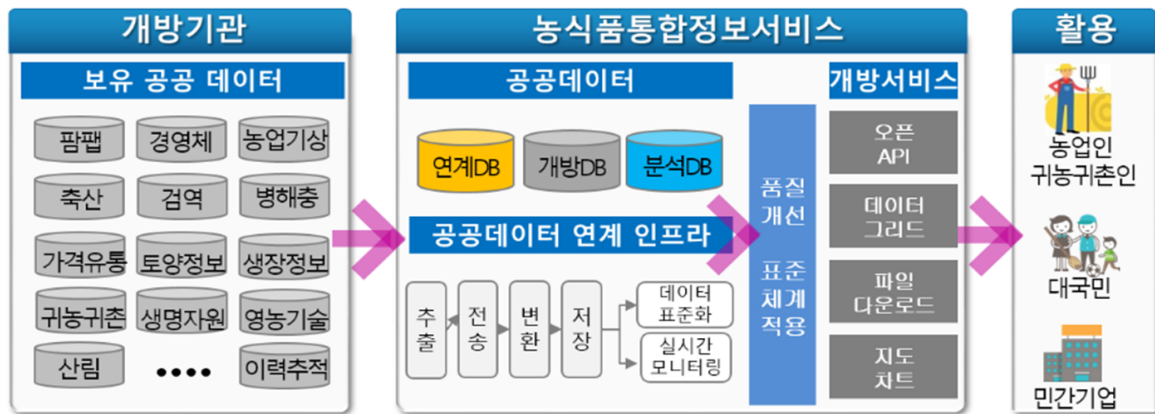 개방기관
보유 공공 데이터
팜맵 경영체 농업기상
축산 검역 병해충
가격유통 토양정보 생장정보
귀농귀촌 생명자원 영농기술
산림 •••• 이력추적
농식품통합정보서비스
공공데이터
연계DB 개방DB 분석DB
공공데이터 연계 인프라
추출
전송
변환
저장
데이터
표준화
실시간
모니터링
품질
개선
표준
체계
적용
개방서비스
오픈
API
데이터
그리드
파일
다운로드
지도
차트
활용
농업인
귀농귀촌인
대국민
민간기업